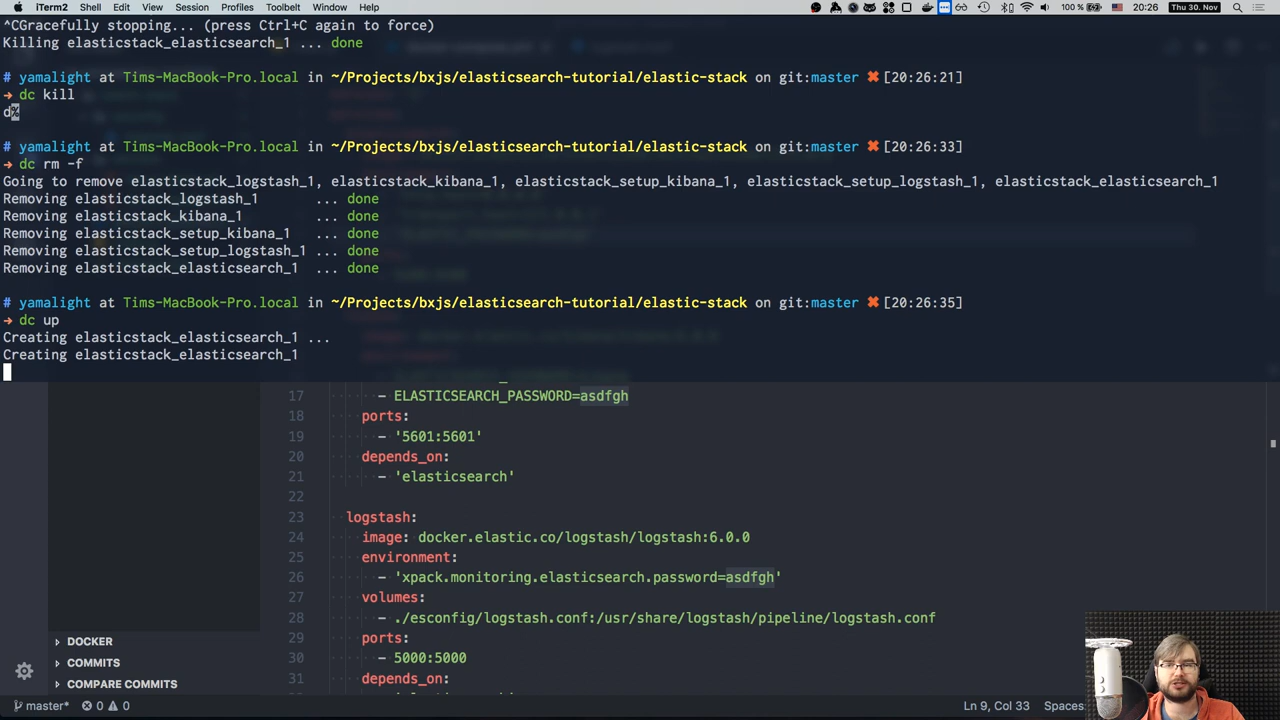 iTerm2 Shell Edit View Session Profiles Toolbelt Window Help 100 % 20:26 Thu 30. Nov
^CGracefully stopping... (press Ctrl+C again to force)
Killing elasticstack_elasticsearch_1 ... done
# yamalight at Tims-MacBook-Pro.local in ~/Projects/bxjs/elasticsearch-tutorial/elastic-stack on git:master ✖ [20:26:21]
→ dc kill
d%
# yamalight at Tims-MacBook-Pro.local in ~/Projects/bxjs/elasticsearch-tutorial/elastic-stack on git:master ✖ [20:26:33]
→ dc rm -f
Going to remove elasticstack_logstash_1, elasticstack_kibana_1, elasticstack_setup_kibana_1, elasticstack_setup_logstash_1, elasticstack_elasticsearch_1
Removing elasticstack_logstash_1 ... done
Removing elasticstack_kibana_1 ... done
Removing elasticstack_setup_kibana_1 ... done
Removing elasticstack_setup_logstash_1 ... done
Removing elasticstack_elasticsearch_1 ... done
# yamalight at Tims-MacBook-Pro.local in ~/Projects/bxjs/elasticsearch-tutorial/elastic-stack on git:master ✖ [20:26:35]
→ dc up
Creating elasticstack_elasticsearch_1 ...
Creating elasticstack_elasticsearch_1
17 - ELASTICSEARCH_PASSWORD=asdfgh
18 ports:
19 - '5601:5601'
20 depends_on:
21 - 'elasticsearch'
22
23 logstash:
24 image: docker.elastic.co/logstash/logstash:6.0.0
25 environment:
26 - 'xpack.monitoring.elasticsearch.password=asdfgh'
27 volumes:
28 - ./esconfig/logstash.conf:/usr/share/logstash/pipeline/logstash.conf
29 ports:
30 - 5000:5000
31 depends_on:
DOCKER
COMMITS
COMPARE COMMITS
master* 0 0 Ln 9, Col 33 Spaces: